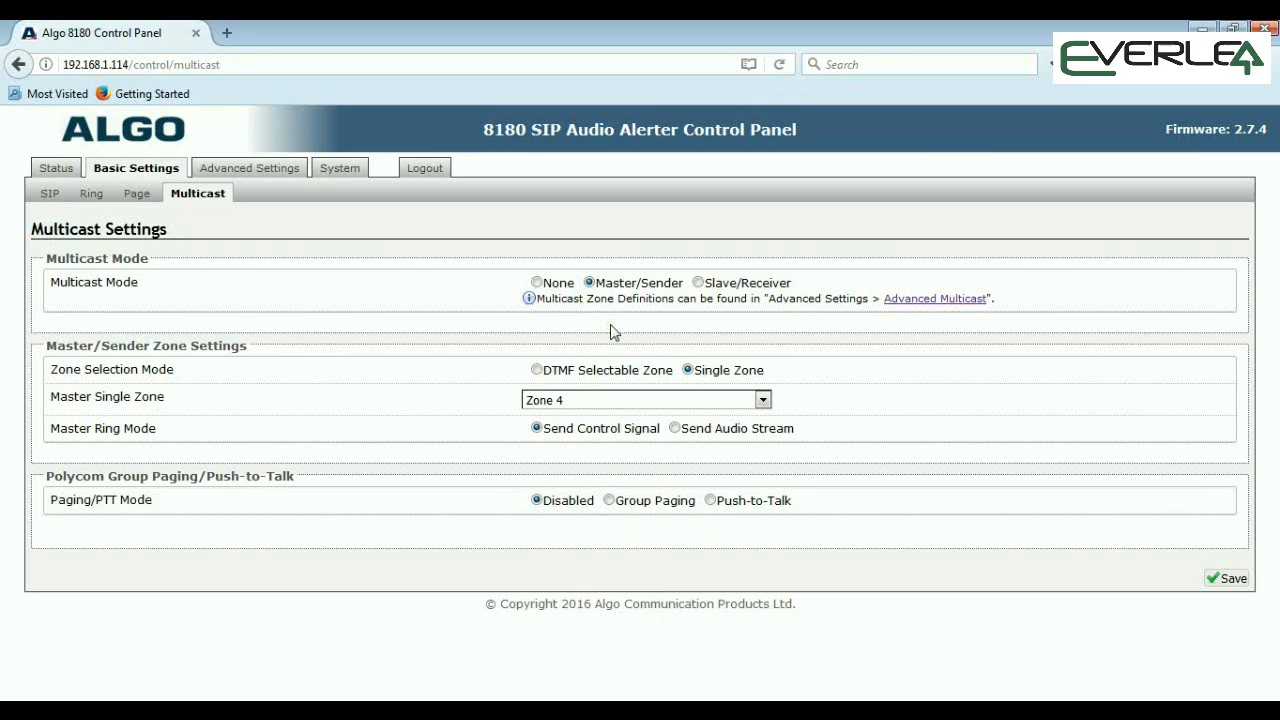 Algo 8180 Control Panel
192.168.1.114/control/multicast
Search
EVERLEA
Most Visited Getting Started
ALGO
8180 SIP Audio Alerter Control Panel
Firmware: 2.7.4
Status Basic Settings Advanced Settings System Logout
SIP Ring Page Multicast
Multicast Settings
Multicast Mode
Multicast Mode None Master/Sender Slave/Receiver
Multicast Zone Definitions can be found in "Advanced Settings > Advanced Multicast".
Master/Sender Zone Settings
Zone Selection Mode DTMF Selectable Zone Single Zone
Master Single Zone Zone 4
Master Ring Mode Send Control Signal Send Audio Stream
Polycom Group Paging/Push-to-Talk
Paging/PTT Mode Disabled Group Paging Push-to-Talk
Save
© Copyright 2016 Algo Communication Products Ltd.